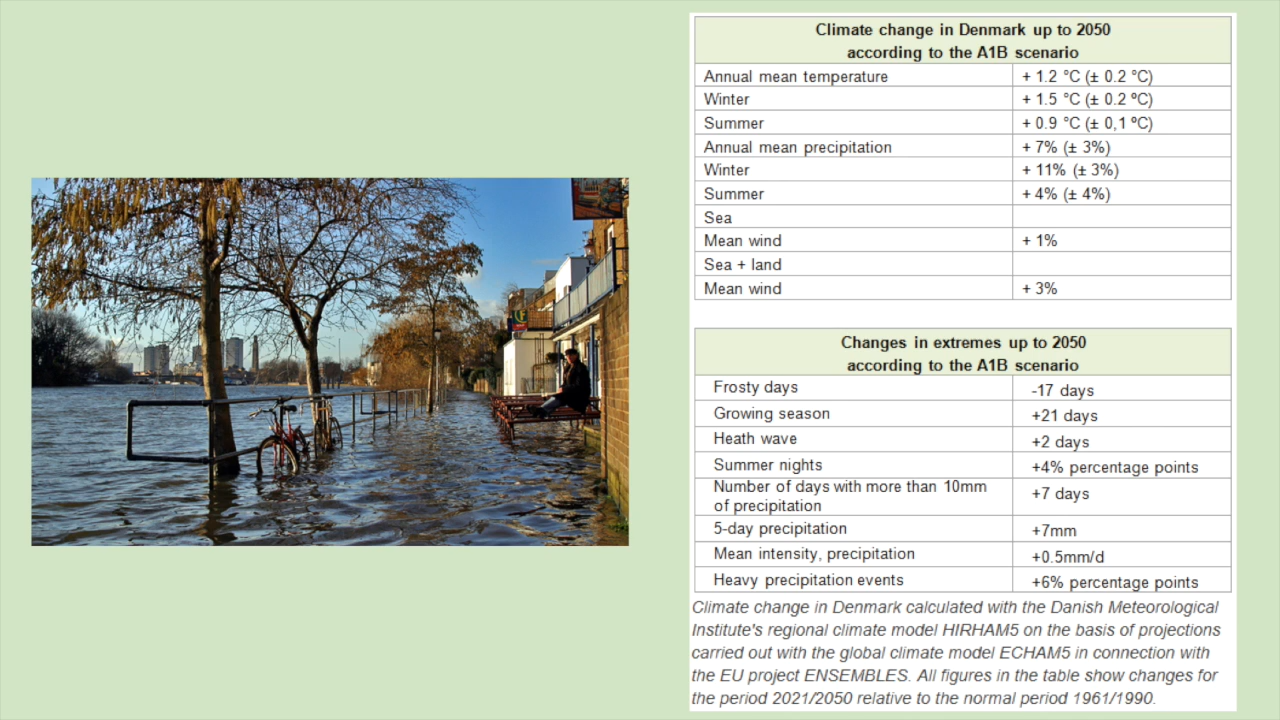 Climate change in Denmark up to 2050
according to the A1B scenario
Annual mean temperature + 1.2 °C (± 0.2 °C)
Winter + 1.5 °C (± 0.2 ºC)
Summer + 0.9 °C (± 0,1 ºC)
Annual mean precipitation + 7% (± 3%)
Winter + 11% (± 3%)
Summer + 4% (± 4%)
Sea
Mean wind + 1%
Sea + land
Mean wind + 3%
Changes in extremes up to 2050
according to the A1B scenario
Frosty days -17 days
Growing season +21 days
Heath wave +2 days
Summer nights +4% percentage points
Number of days with more than 10mm
of precipitation +7 days
5-day precipitation +7mm
Mean intensity, precipitation +0.5mm/d
Heavy precipitation events +6% percentage points
Climate change in Denmark calculated with the Danish Meteorological
Institute's regional climate model HIRHAM5 on the basis of projections
carried out with the global climate model ECHAM5 in connection with
the EU project ENSEMBLES. All figures in the table show changes for
the period 2021/2050 relative to the normal period 1961/1990.